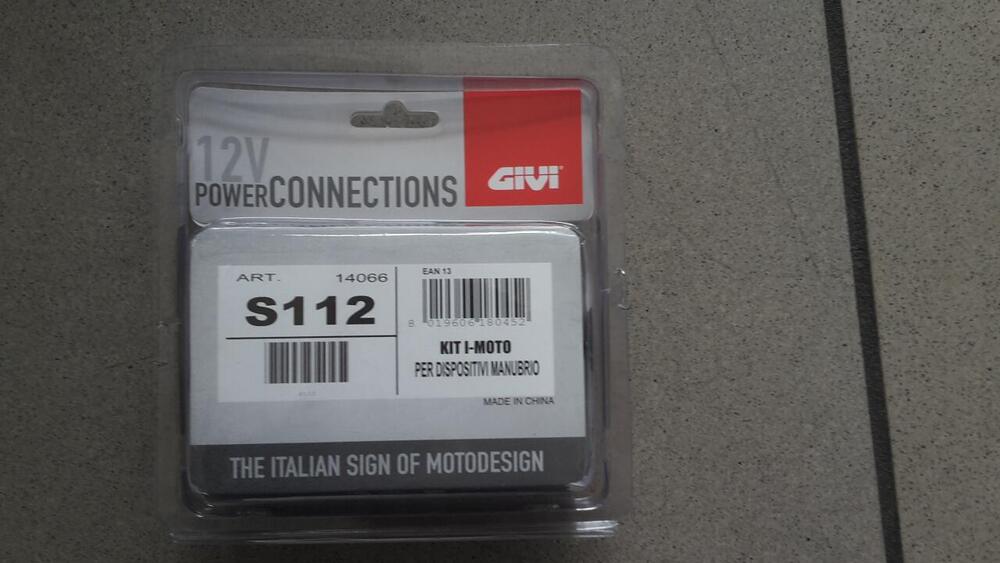 12V
POWERCONNECTIONS
GIVI®
ART. 14066
S112
EAN 13
8 019606 180452
KIT I-MOTO
PER DISPOSITIVI MANUBRIO
MADE IN CHINA
THE ITALIAN SIGN OF MOTODESIGN